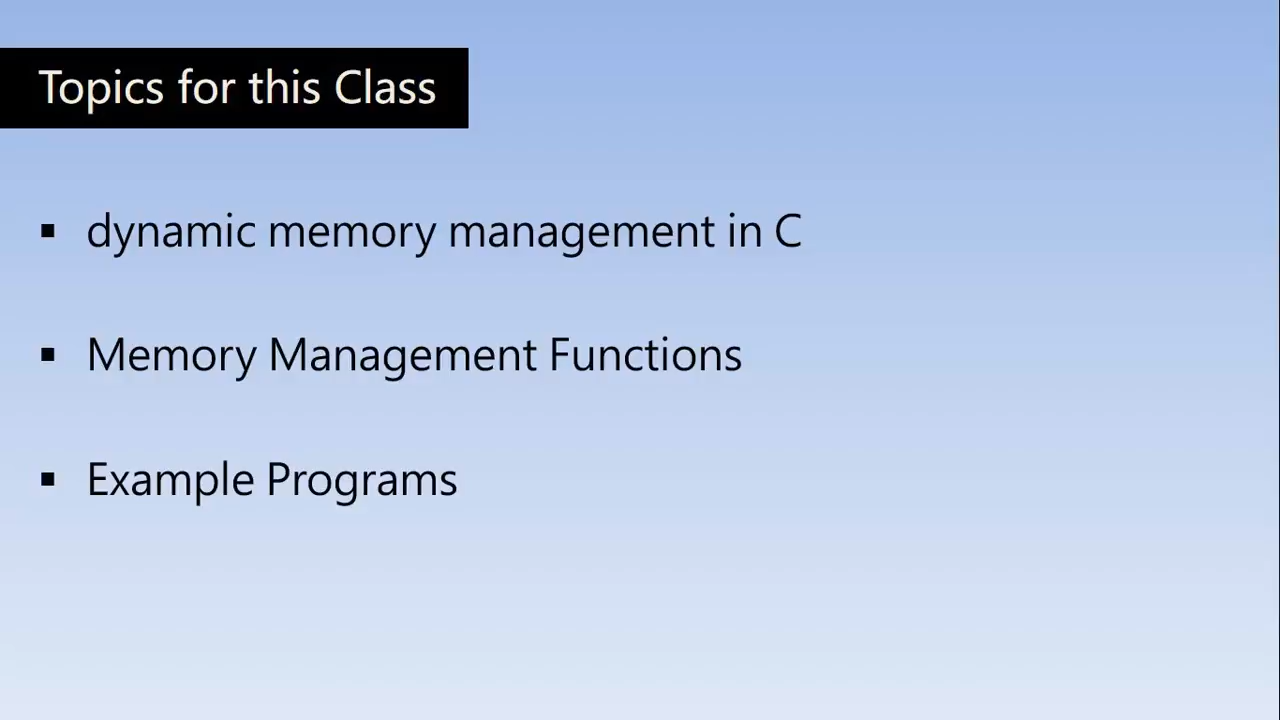 Topics for this Class
▪ dynamic memory management in C
▪ Memory Management Functions
▪ Example Programs